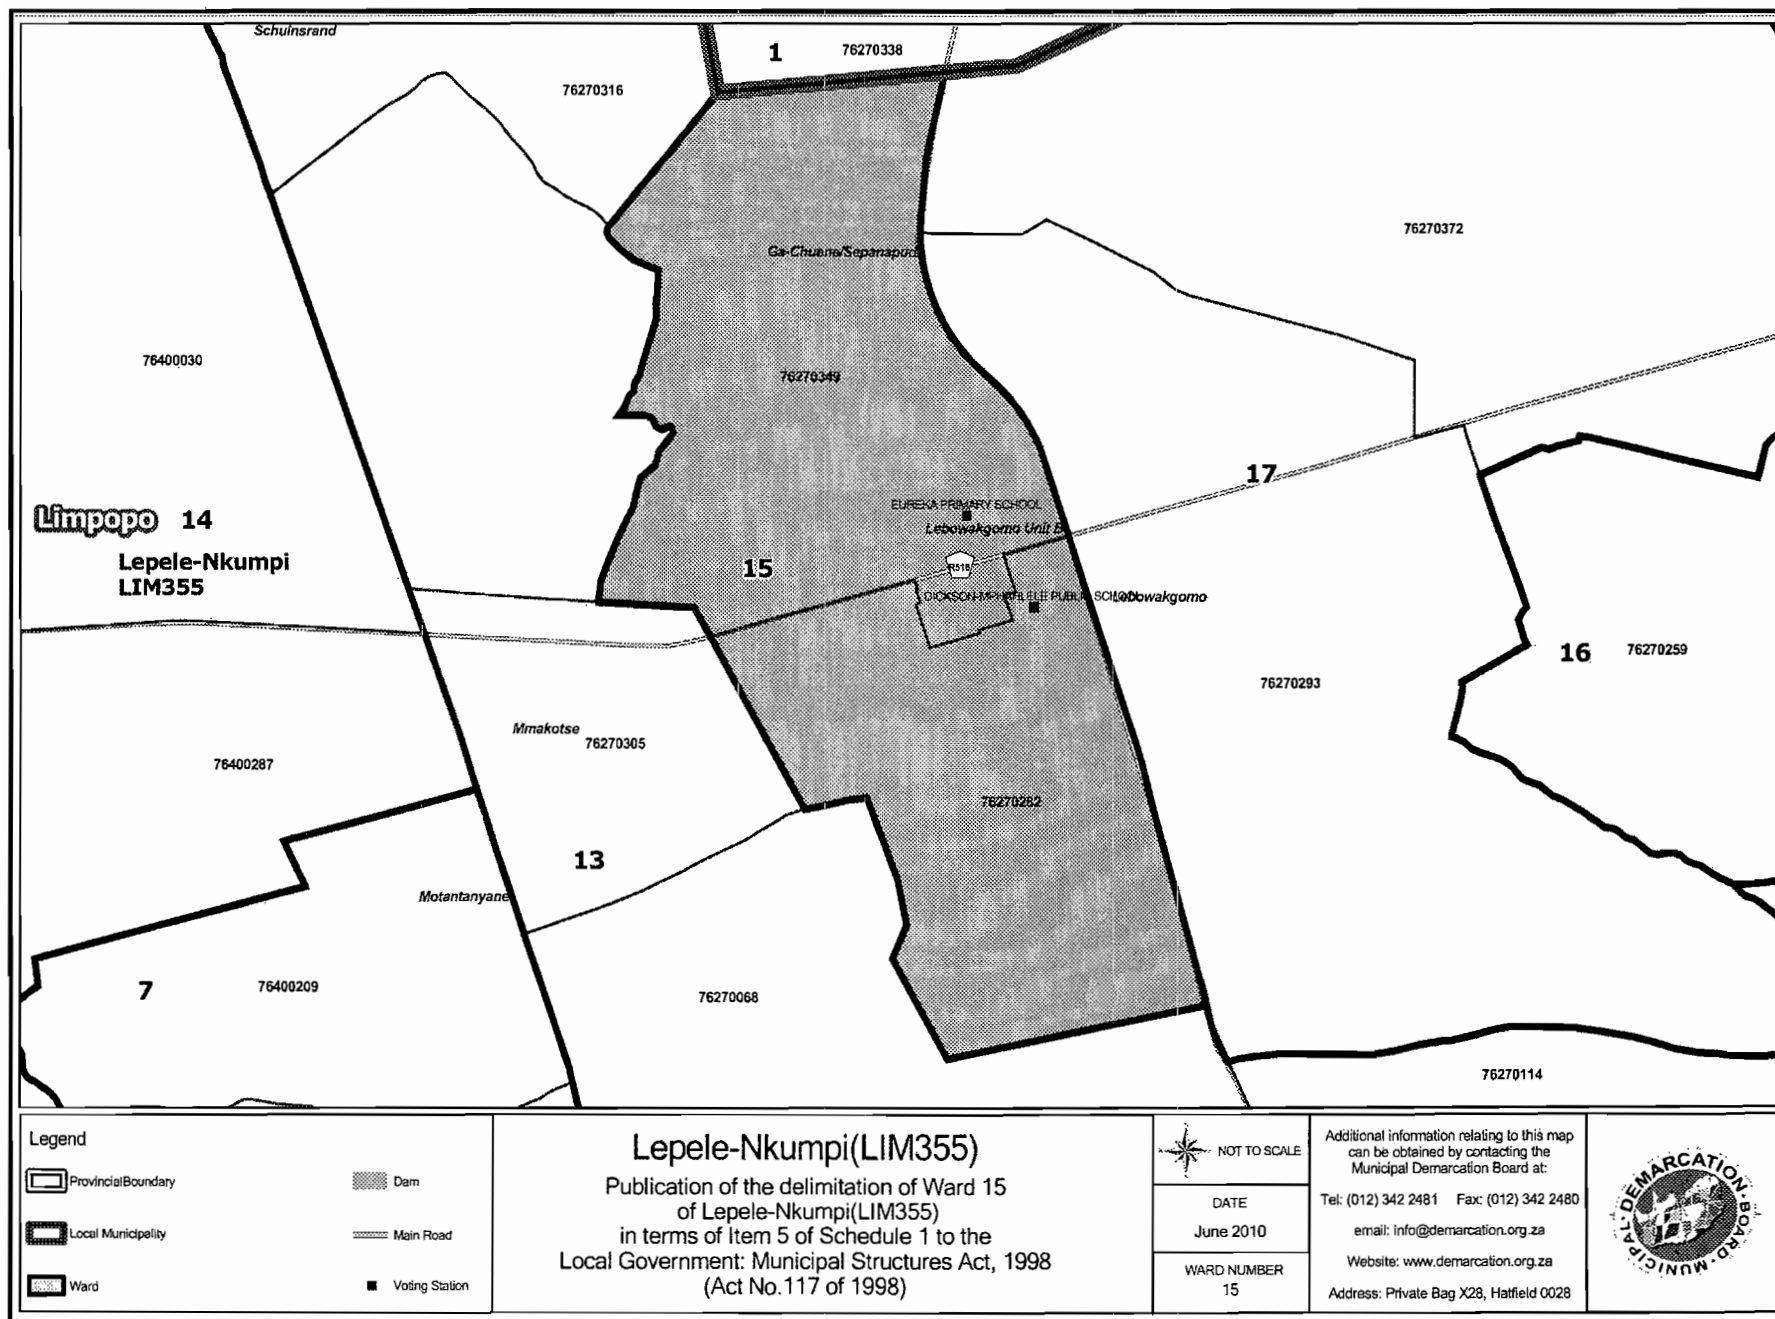 Schuinsrand
1
76270338
76270316
76270372
Ga-Chuene/Sepanapudi
76400030
76270349
17
EUREKA PRIMARY SCHOOL
Lebowakgomo Unit B
Limpopo
14
Lepele-Nkumpi
LIM355
15
R518
DICKSON MPHAHLELE PUBLIC SCHOOL
Lebowakgomo
16
76270259
76270293
Mmakotse
76270305
76400287
76270282
13
Motantanyane
7
76400209
76270068
76270114
Legend
ProvincialBoundary
Local Municipality
Ward
Dam
Main Road
Voting Station
Lepele-Nkumpi(LIM355)
Publication of the delimitation of Ward 15
of Lepele-Nkumpi(LIM355)
in terms of Item 5 of Schedule 1 to the
Local Government: Municipal Structures Act, 1998
(Act No.117 of 1998)
NOT TO SCALE
DATE
June 2010
WARD NUMBER
15
Additional information relating to this map
can be obtained by contacting the
Municipal Demarcation Board at:
Tel: (012) 342 2481 Fax: (012) 342 2480
email: info@demarcation.org.za
Website: www.demarcation.org.za
Address: Private Bag X28, Hatfield 0028
MUNICIPAL DEMARCATION BOARD